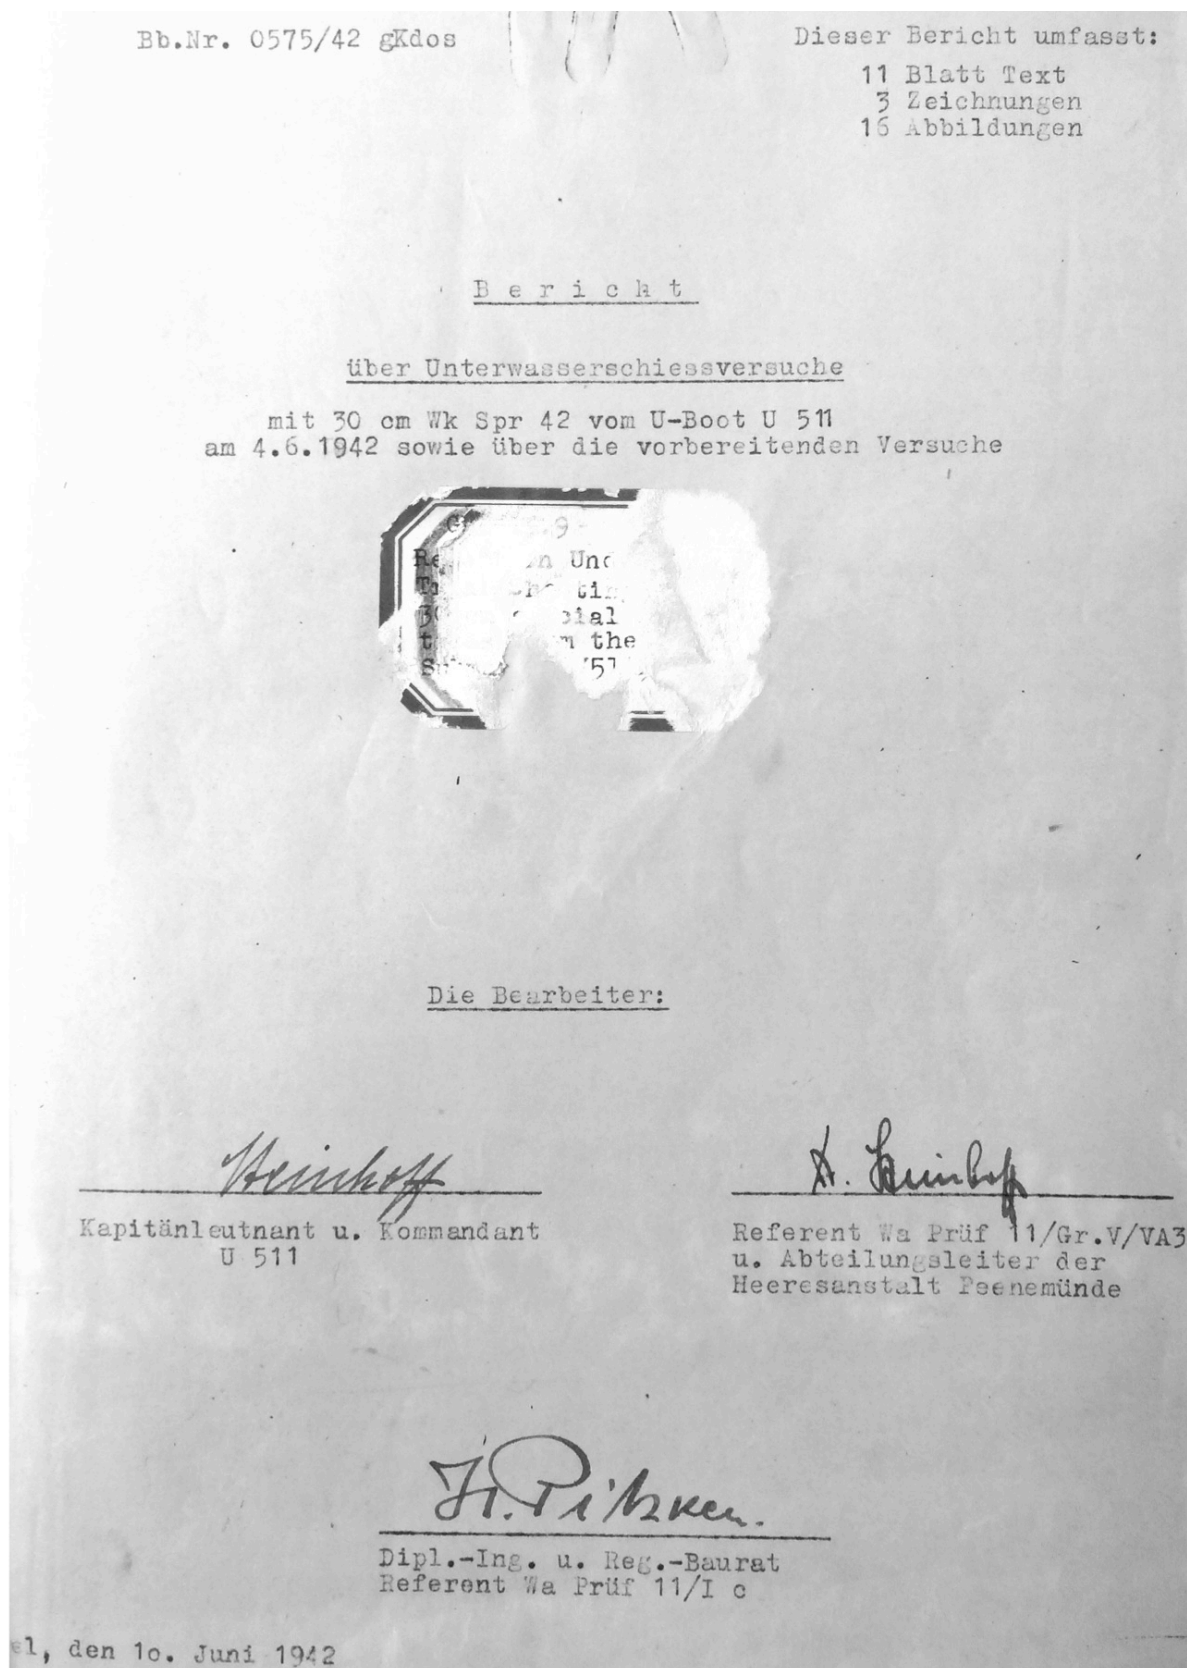 Bb.Nr. 0575/42 gKdos
Dieser Bericht umfasst:
11 Blatt Text
3 Zeichnungen
16 Abbildungen
Bericht
über Unterwasserschiessversuche
mit 30 cm Wk Spr 42 vom U-Boot U 511
am 4.6.1942 sowie über die vorbereitenden Versuche
the
Die Bearbeiter:
Steinhoff
Kapitänleutnant u. Kommandant
U 511
Steinhoff
Referent Wa Prüf 11/Gr.V/VA3
u. Abteilungsleiter der
Heeresanstalt Peenemünde
Dipl.-Ing. u. Reg.-Baurat
Referent Wa Prüf 11/I c
den 1o. Juni 1942